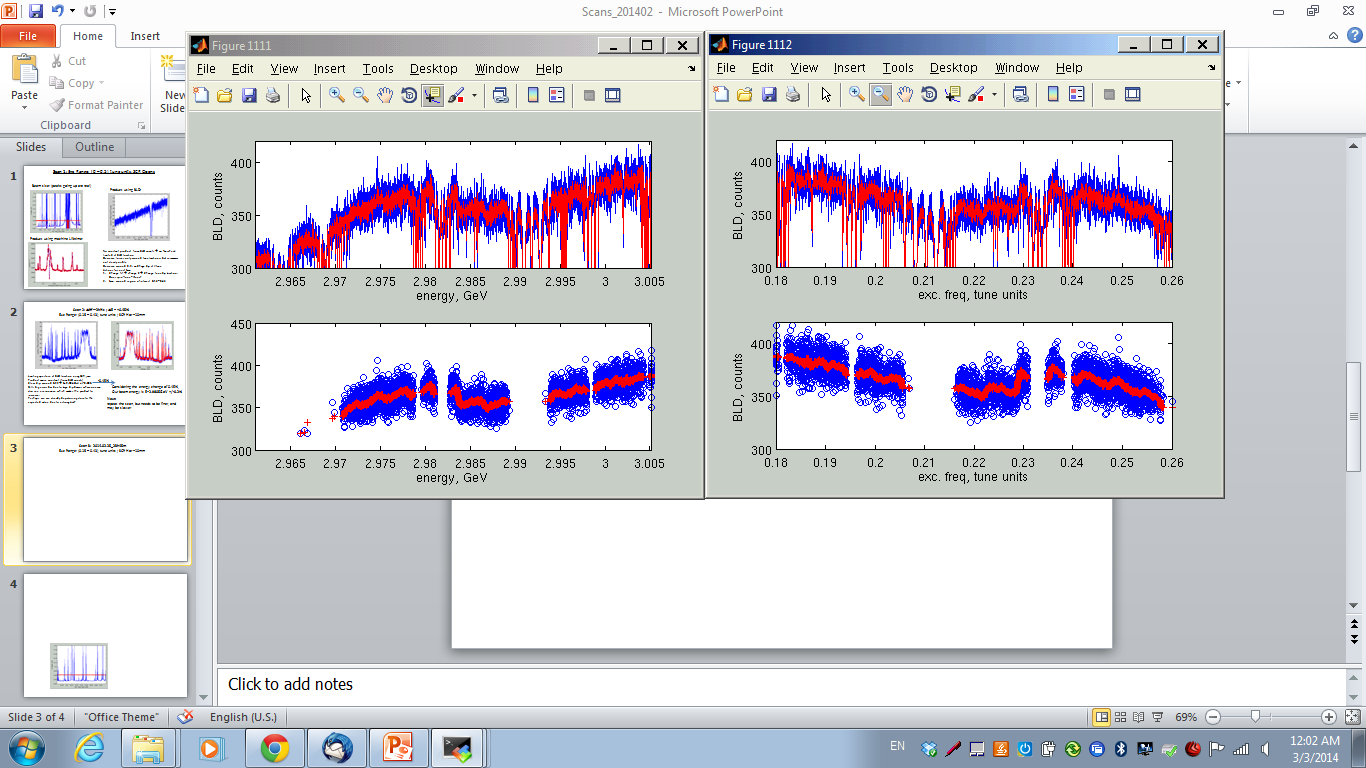 Scans_201402 - Microsoft PowerPoint
File Home Insert
Paste
Cut
Copy
Format Painter
Clipboard
New
Slide
Slides Outline
1
2
3
4
Figure 1111
File Edit View Insert Tools Desktop Window Help
400
350
300
BLD, counts
2.965 2.97 2.975 2.98 2.985 2.99 2.995 3 3.005
energy, GeV
450
400
350
300
BLD, counts
2.965 2.97 2.975 2.98 2.985 2.99 2.995 3 3.005
energy, GeV
Figure 1112
File Edit View Insert Tools Desktop Window Help
400
350
300
BLD, counts
0.18 0.19 0.2 0.21 0.22 0.23 0.24 0.25 0.26
exc. freq, tune units
400
350
300
BLD, counts
0.18 0.19 0.2 0.21 0.22 0.23 0.24 0.25 0.26
exc. freq, tune units
Click to add notes
Slide 3 of 4 "Office Theme" English (U.S.) 69%
EN
12:02 AM
3/3/2014